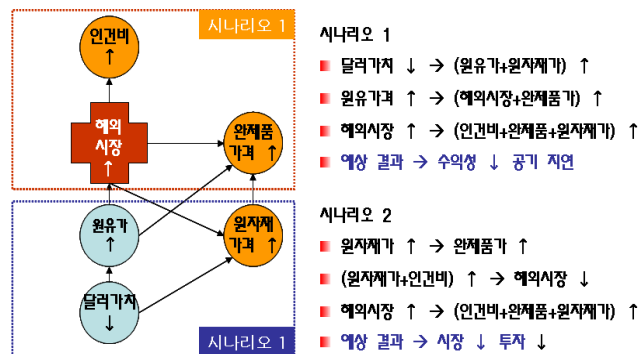 시나리오 1
인건비
↑
해외
시장
↑
완제품
가격 ↑
원유가
↑
원자재
가격 ↑
달러가치
↓
시나리오 1
시나리오 1
달러가치 ↓ → (원유가+원자재가) ↑
원유가격 ↑ → (해외시장+완제품가) ↑
해외시장 ↑ → (인건비+완제품+원자재가) ↑
예상 결과 → 수익성 ↓ 공기 지연
시나리오 2
원자재가 ↑ → 완제품가 ↑
(원자재가+인건비) ↑ → 해외시장 ↓
해외시장 ↑ → (인건비+완제품+원자재가) ↑
예상 결과 → 시장 ↓ 투자 ↓